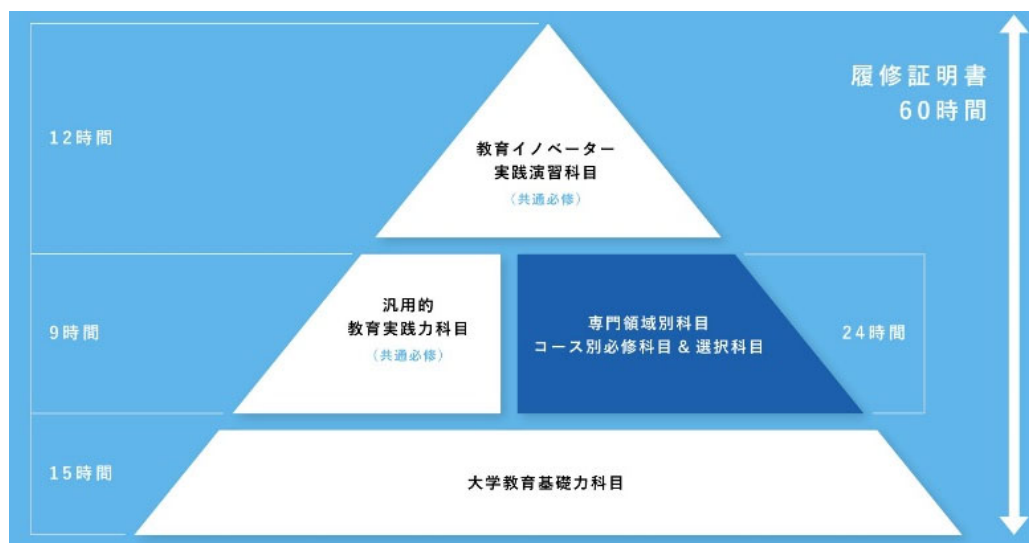 履修証明書
60時間
12時間
教育イノベーター
実践演習科目
(共通必修)
9時間
汎用的
教育実践力科目
(共通必修)
専門領域別科目
コース別必修科目 & 選択科目
24時間
15時間
大学教育基礎力科目